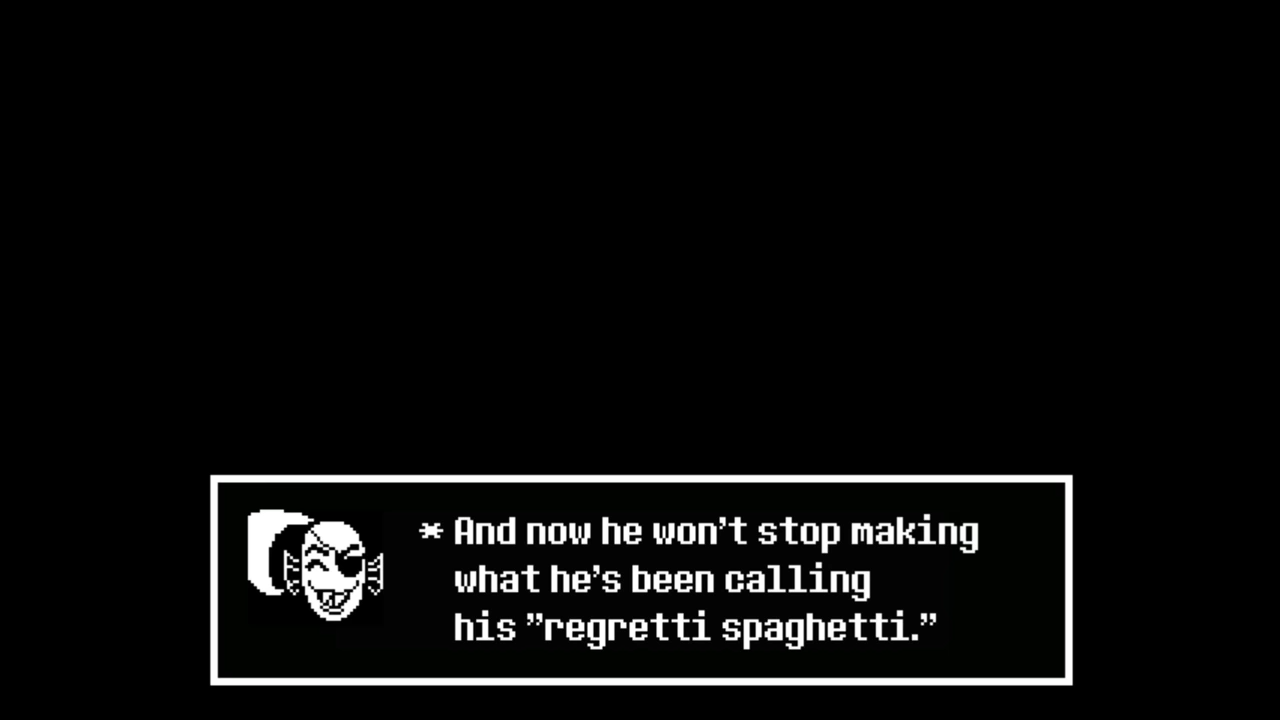 * And now he won't stop making
what he's been calling
his "regretti spaghetti."